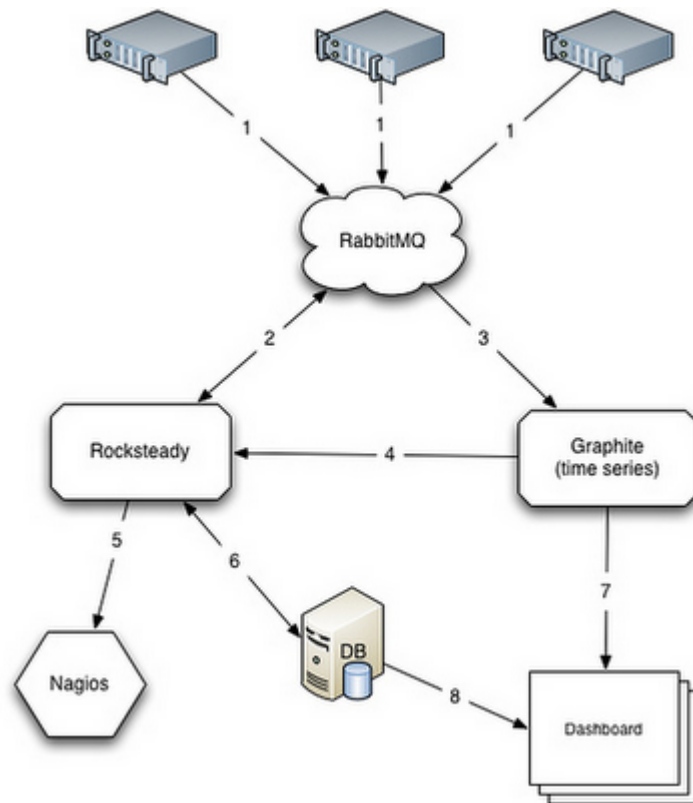 1
1
1
RabbitMQ
2
3
Rocksteady
4
Graphite
(time series)
5
6
7
Nagios
DB
8
Dashboard